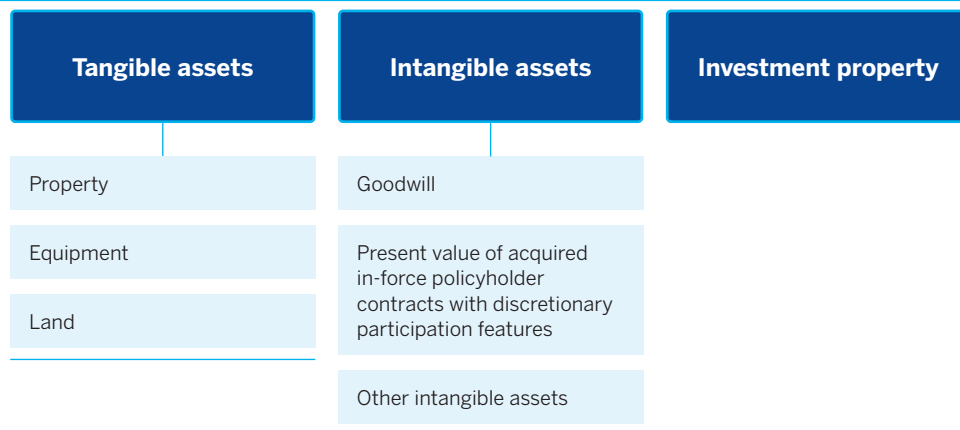 Tangible assets
Intangible assets
Investment property
Property
Equipment
Land
Goodwill
Present value of acquired
in-force policyholder
contracts with discretionary
participation features
Other intangible assets